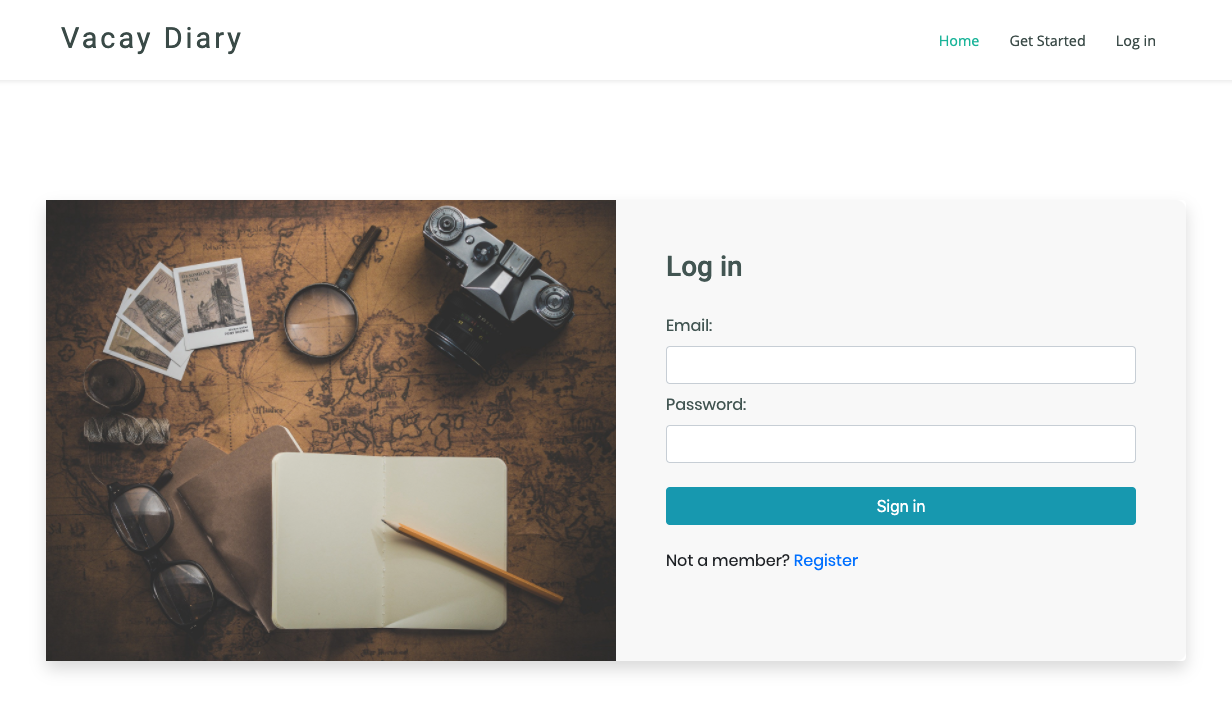 Vacay Diary
Home Get Started Log in
Log in
Email:
Password:
Sign in
Not a member? Register